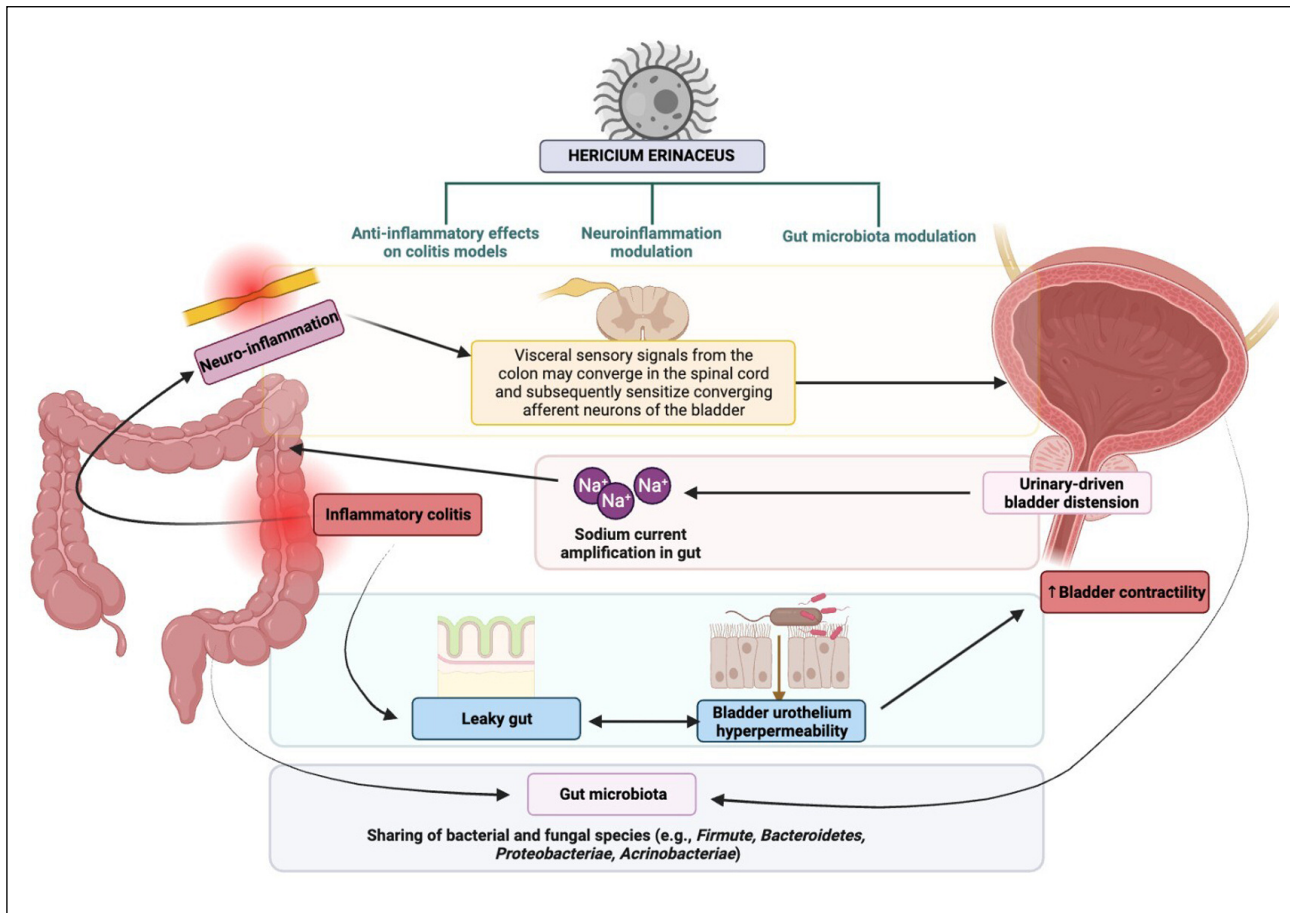 HERICIUM ERINACEUS
Anti-inflammatory effects
on colitis models
Neuroinflammation
modulation
Gut microbiota modulation
Neuro-inflammation
Visceral sensory signals from the
colon may converge in the spinal cord
and subsequently sensitize converging
afferent neurons of the bladder
Inflammatory colitis
Na⁺
Na⁺
Na⁺
Sodium current
amplification in gut
Urinary-driven
bladder distension
↑Bladder contractility
Leaky gut
Bladder urothelium
hyperpermeability
Gut microbiota
Sharing of bacterial and fungal species (e.g., Firmute, Bacteroidetes,
Proteobacteriae, Acrinobacteriae)